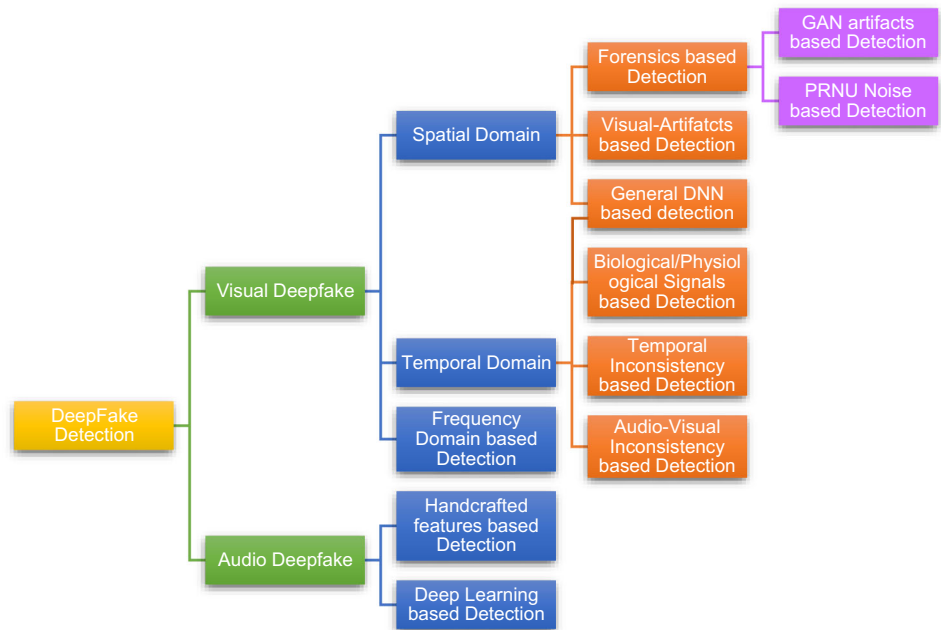 GAN artifacts
based Detection
Forensics based
Detection
PRNU Noise
based Detection
Spatial Domain
Visual-Artifatcts
based Detection
General DNN
based detection
Visual Deepfake
Biological/Physiol
ogical Signals
based Detection
Temporal Domain
Temporal
Inconsistency
based Detection
DeepFake
Detection
Frequency
Domain based
Detection
Audio-Visual
Inconsistency
based Detection
Handcrafted
features based
Detection
Audio Deepfake
Deep Learning
based Detection